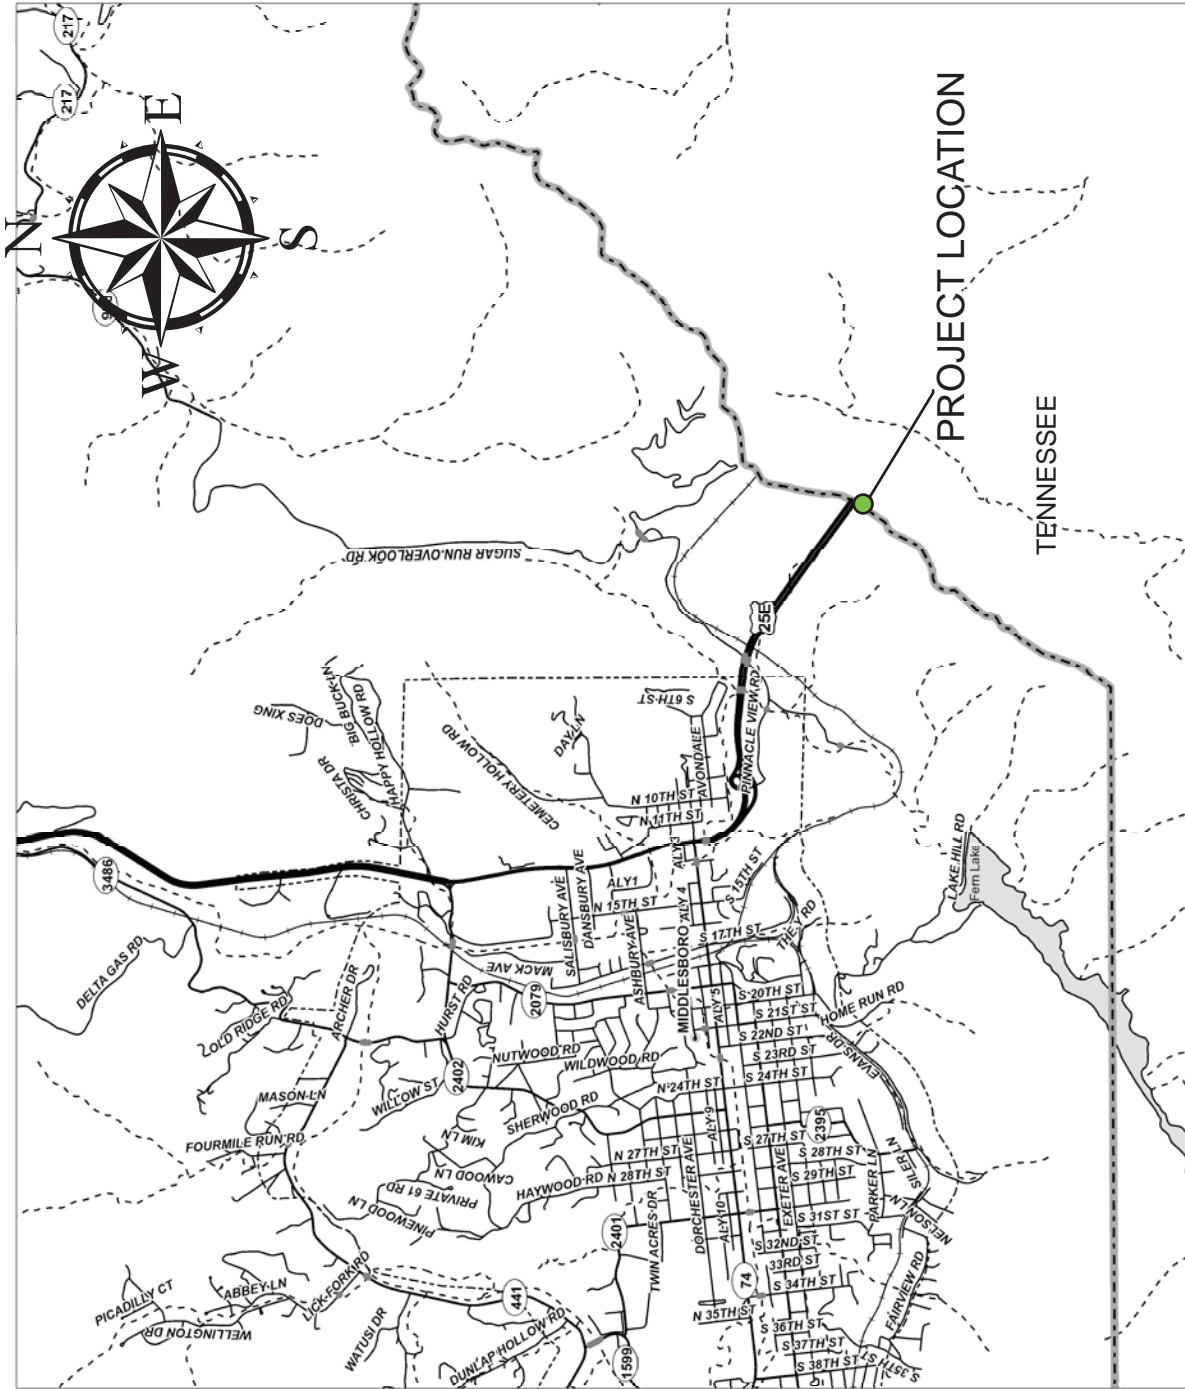 217
217
N
E
S
W
SUGAR RUN-OVERLOOK RD
PROJECT LOCATION
TENNESSEE
25E
DOES XING
BIG BUCK LN
HAPPY HOLLOW RD
CHRISTA DR
CEMETERY HOLLOW RD
DAY LN
S 6TH ST
AVONDALE
PINNACLE VIEW RD
N 10TH ST
N 11TH ST
ALY 3
3486
ALY1
DANSBURY AVE
SALISBURY AVE
N 15TH ST
ALY 4
S 15TH ST
LAKE HILL RD
Fern Lake
DELTA GAS RD
MACK AVE
ASHBURY AVE
S 17TH ST
THE Y RD
OLD RIDGE RD
ARCHER DR
HURST RD
2079
MIDDLESBORO
ALY 5
S 20TH ST
S 21ST ST
S 22ND ST
HOME RUN RD
EVANS DR
NUTWOOD RD
WILDWOOD RD
S 23RD ST
S 24TH ST
N 24TH ST
2402
WILLOW ST
MASON LN
SHERWOOD RD
KIM LN
ALY 9
2395
FOURMILE RUN RD
CAWOOD LN
PRIVATE 61 RD
PINEWOOD LN
HAYWOOD RD
N 27TH ST
N 28TH ST
S 27TH ST
S 28TH ST
S 29TH ST
DORCHESTER AVE
ALY 10
EXETER AVE
PARKER LN
SILER LN
NELSON LN
TWIN ACRES DR
2401
S 31ST ST
S 32ND ST
33RD ST
S 34TH ST
74
LICK FORK RD
ABBEY LN
PICADILLY CT
WELLINGTON DR
WATUSI DR
441
DUNLAP HOLLOW RD
1599
N 35TH ST
S 36TH ST
S 37TH ST
S 38TH ST
S 35TH ST
FAIRVIEW RD